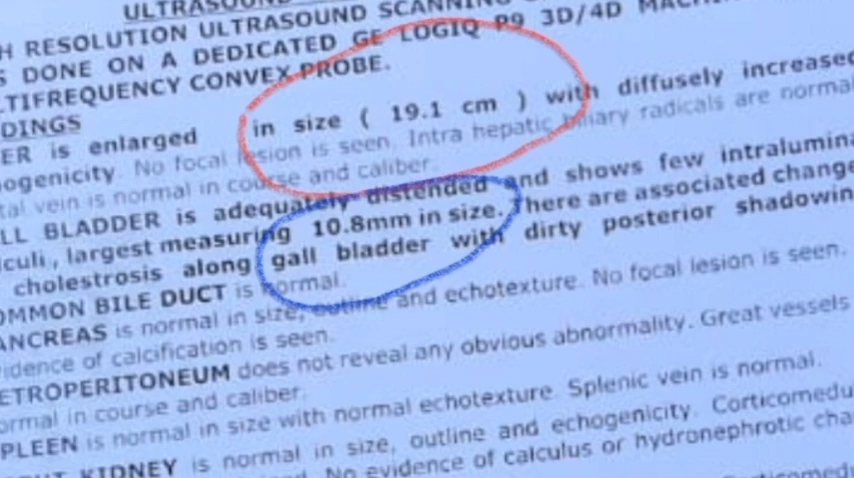 ULTRASOUND
H RESOLUTION ULTRASOUND SCANNING
S DONE ON A DEDICATED GE LOGIQ P9 3D/4D MACHI
LTIFREQUENCY CONVEX PROBE.
DINGS
ER is enlarged in size ( 19.1 cm ) with diffusely increased
ogenicity. No focal lesion is seen. Intra hepatic biliary radicals are normal
tal vein is normal in course and caliber.
LL BLADDER is adequately distended and shows few intralumina
lculi, largest measuring 10.8mm in size. There are associated change
cholestrosis along gall bladder with dirty posterior shadowin
OMMON BILE DUCT is normal.
ANCREAS is normal in size, outline and echotexture. No focal lesion is seen.
vidence of calcification is seen.
ETROPERITONEUM does not reveal any obvious abnormality. Great vessels
ormal in course and caliber.
PLEEN is normal in size with normal echotexture. Splenic vein is normal.
KIDNEY is normal in size, outline and echogenicity. Corticomedu
No evidence of calculus or hydronephrotic cha